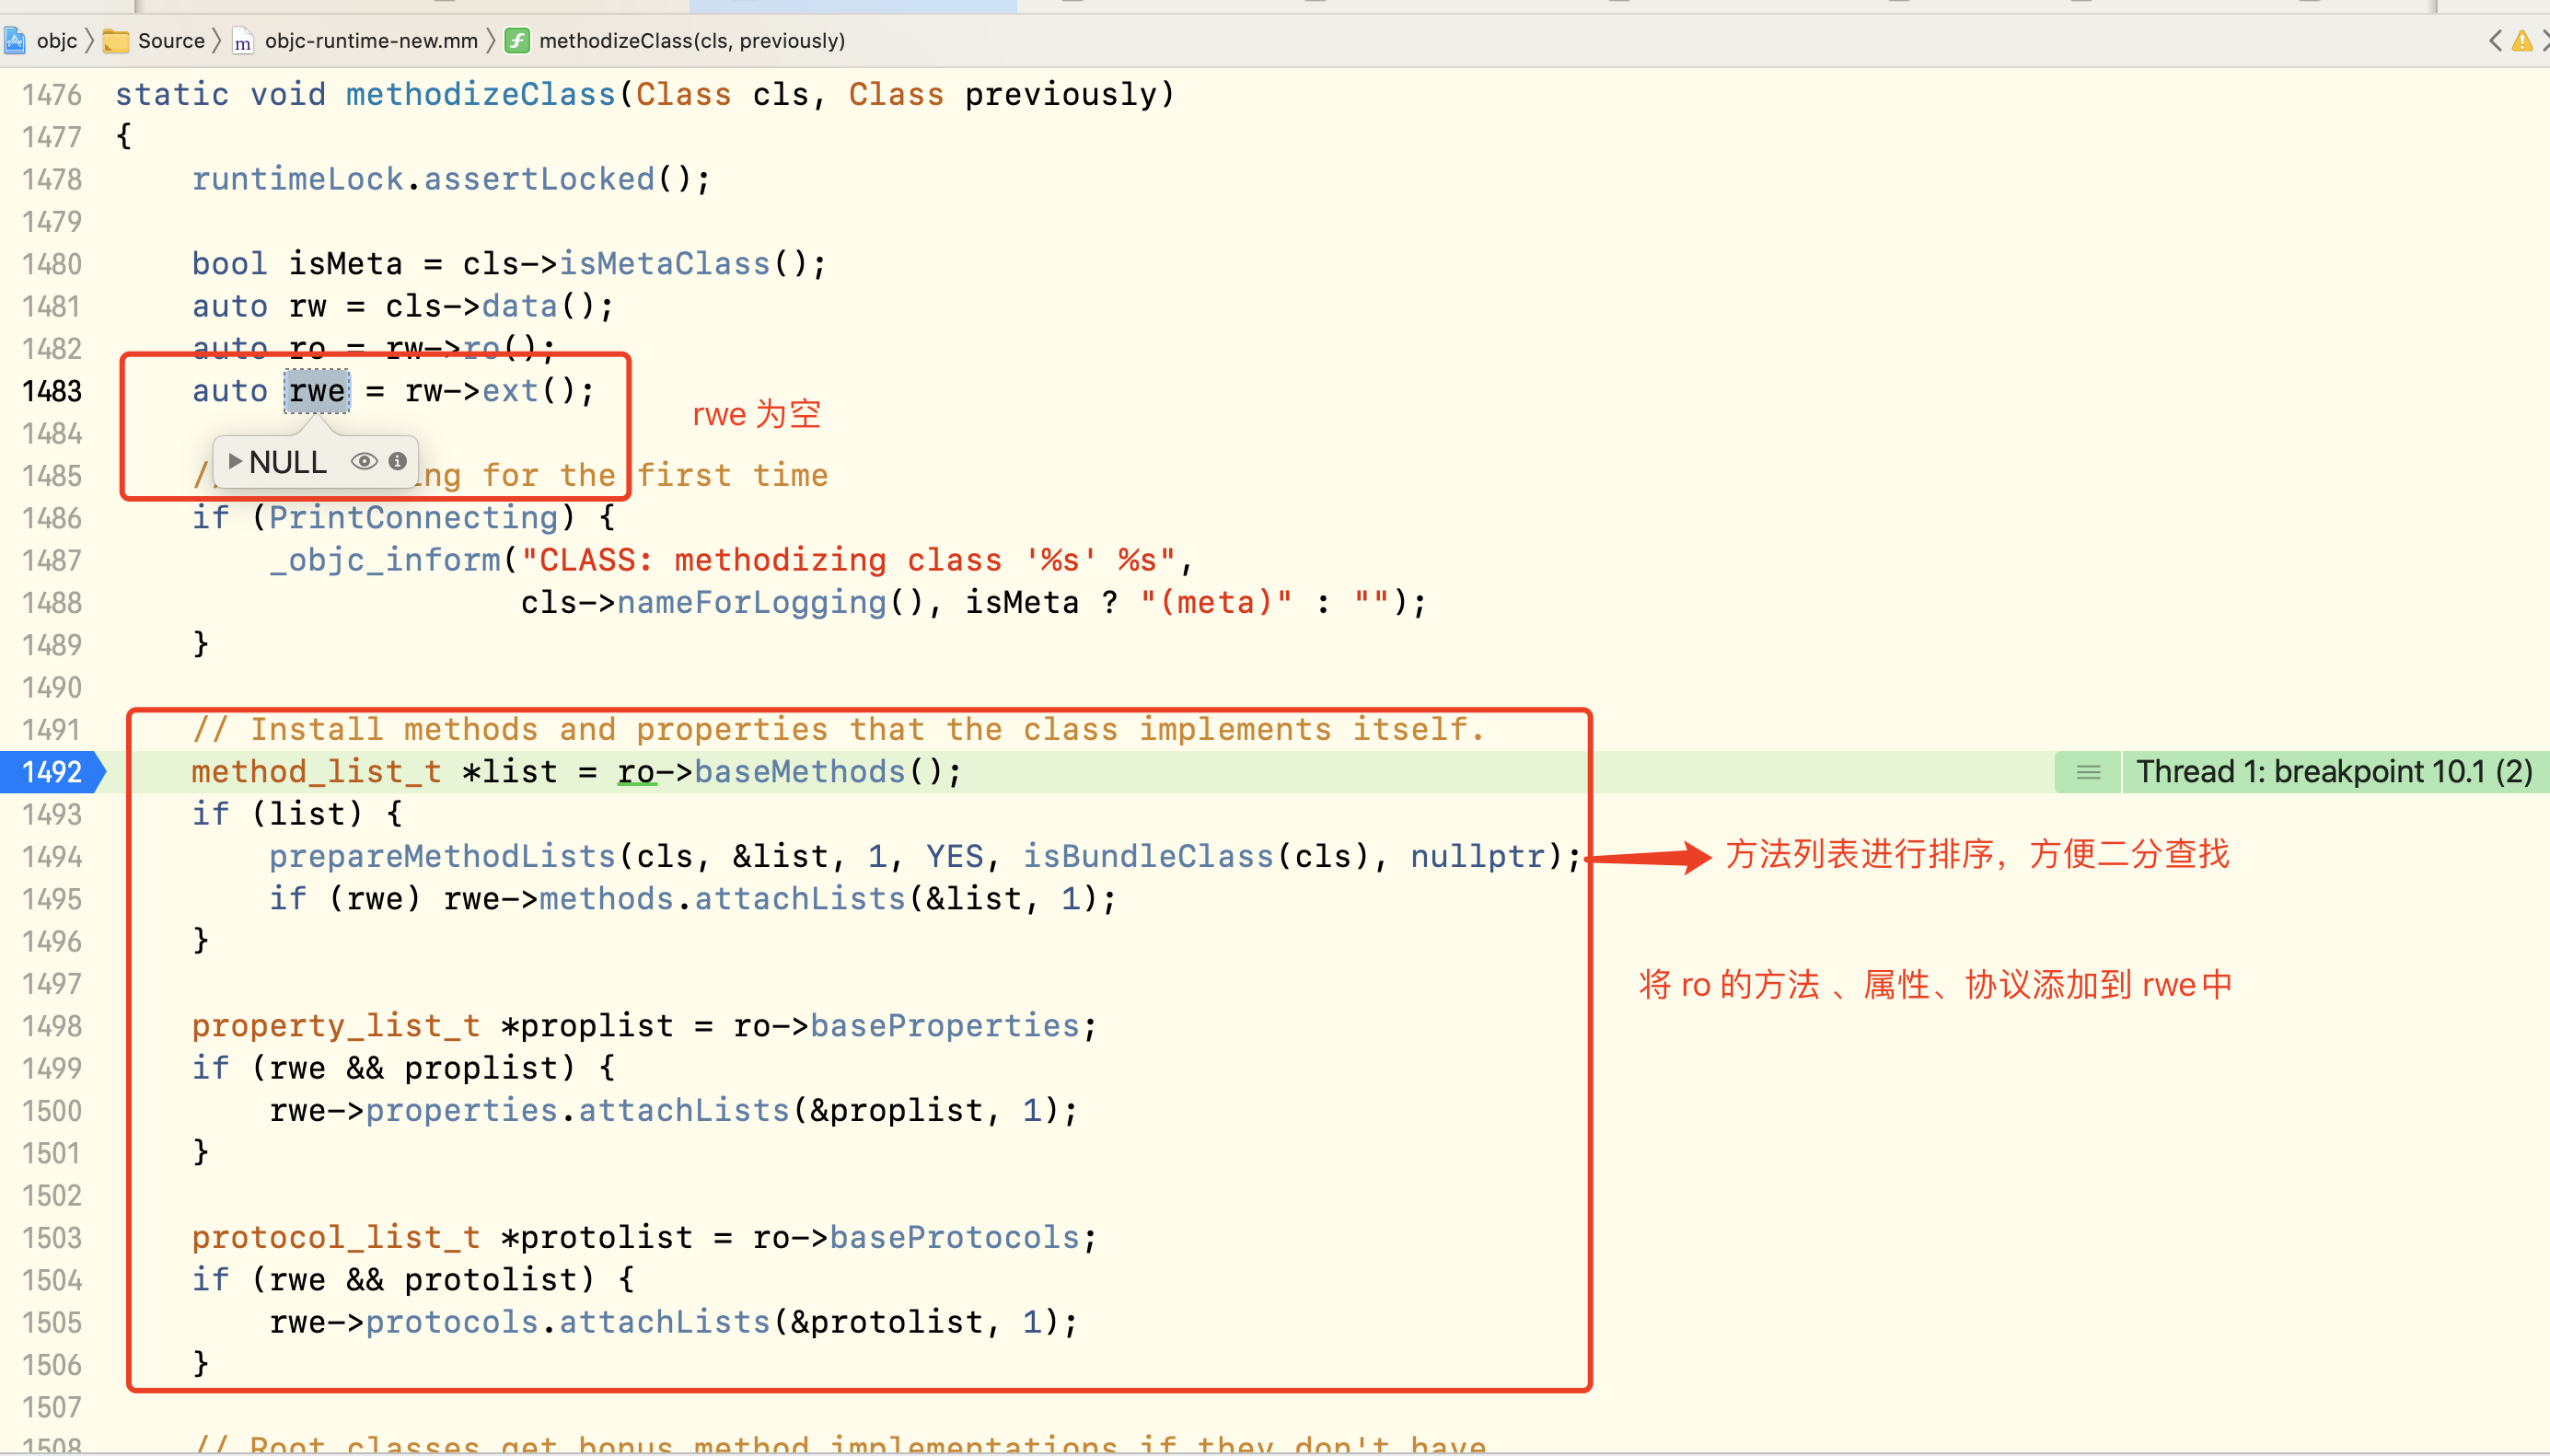 objc Source objc-runtime-new.mm methodizeClass(cls, previously)
1476 static void methodizeClass(Class cls, Class previously)
1477 {
1478 runtimeLock.assertLocked();
1479
1480 bool isMeta = cls->isMetaClass();
1481 auto rw = cls->data();
1482 auto ro = rw->ro();
1483 auto rwe = rw->ext();
rwe 为空
1484
NULL
1485 /ng for the first time
1486 if (PrintConnecting) {
1487 _objc_inform("CLASS: methodizing class '%s' %s",
1488 cls->nameForLogging(), isMeta ? "(meta)" : "");
1489 }
1490
1491 // Install methods and properties that the class implements itself.
1492 method_list_t *list = ro->baseMethods(); Thread 1: breakpoint 10.1 (2)
1493 if (list) {
1494 prepareMethodLists(cls, &list, 1, YES, isBundleClass(cls), nullptr); 方法列表进行排序，方便二分查找
1495 if (rwe) rwe->methods.attachLists(&list, 1);
1496 }
1497 将 ro 的方法 、属性、协议添加到 rwe中
1498 property_list_t *proplist = ro->baseProperties;
1499 if (rwe && proplist) {
1500 rwe->properties.attachLists(&proplist, 1);
1501 }
1502
1503 protocol_list_t *protolist = ro->baseProtocols;
1504 if (rwe && protolist) {
1505 rwe->protocols.attachLists(&protolist, 1);
1506 }
1507
1508 // Root classes get bonus method implementations if they don't have